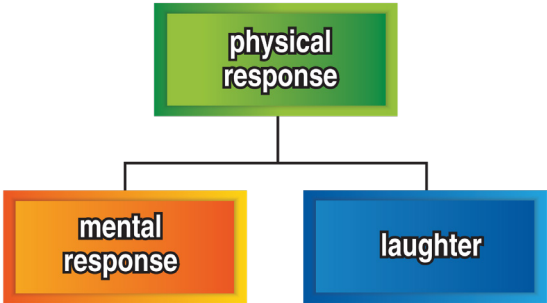 physical
response
mental
response
laughter